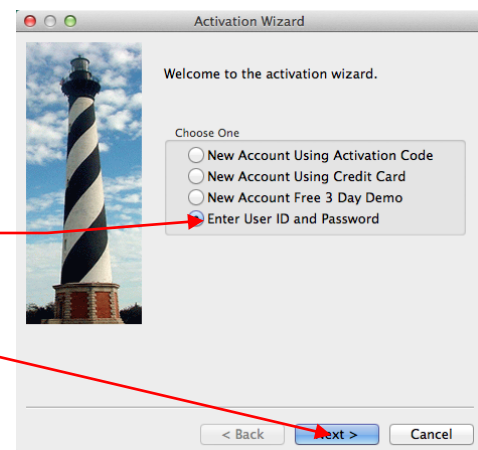 Activation Wizard
Welcome to the activation wizard.
Choose One
New Account Using Activation Code
New Account Using Credit Card
New Account Free 3 Day Demo
Enter User ID and Password
< Back
Next >
Cancel